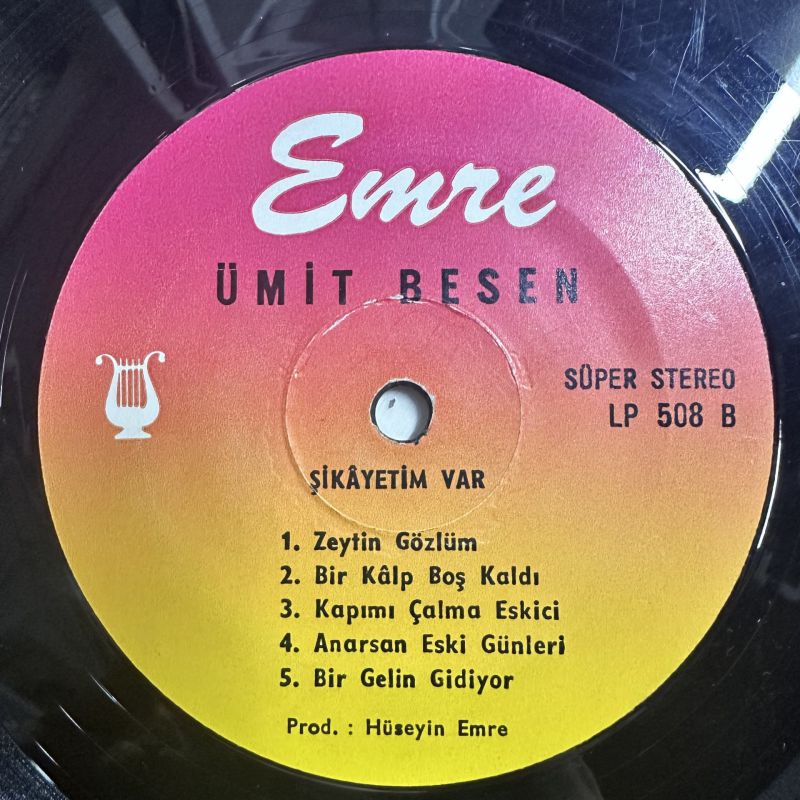 Emre
ÜMİT BESEN
SÜPER STEREO
LP 508 B
ŞİKÂYETİM VAR
1. Zeytin Gözlüm
2. Bir Kâlp Boş Kaldı
3. Kapımı Çalma Eskici
4. Anarsan Eski Günleri
5. Bir Gelin Gidiyor
Prod. : Hüseyin Emre